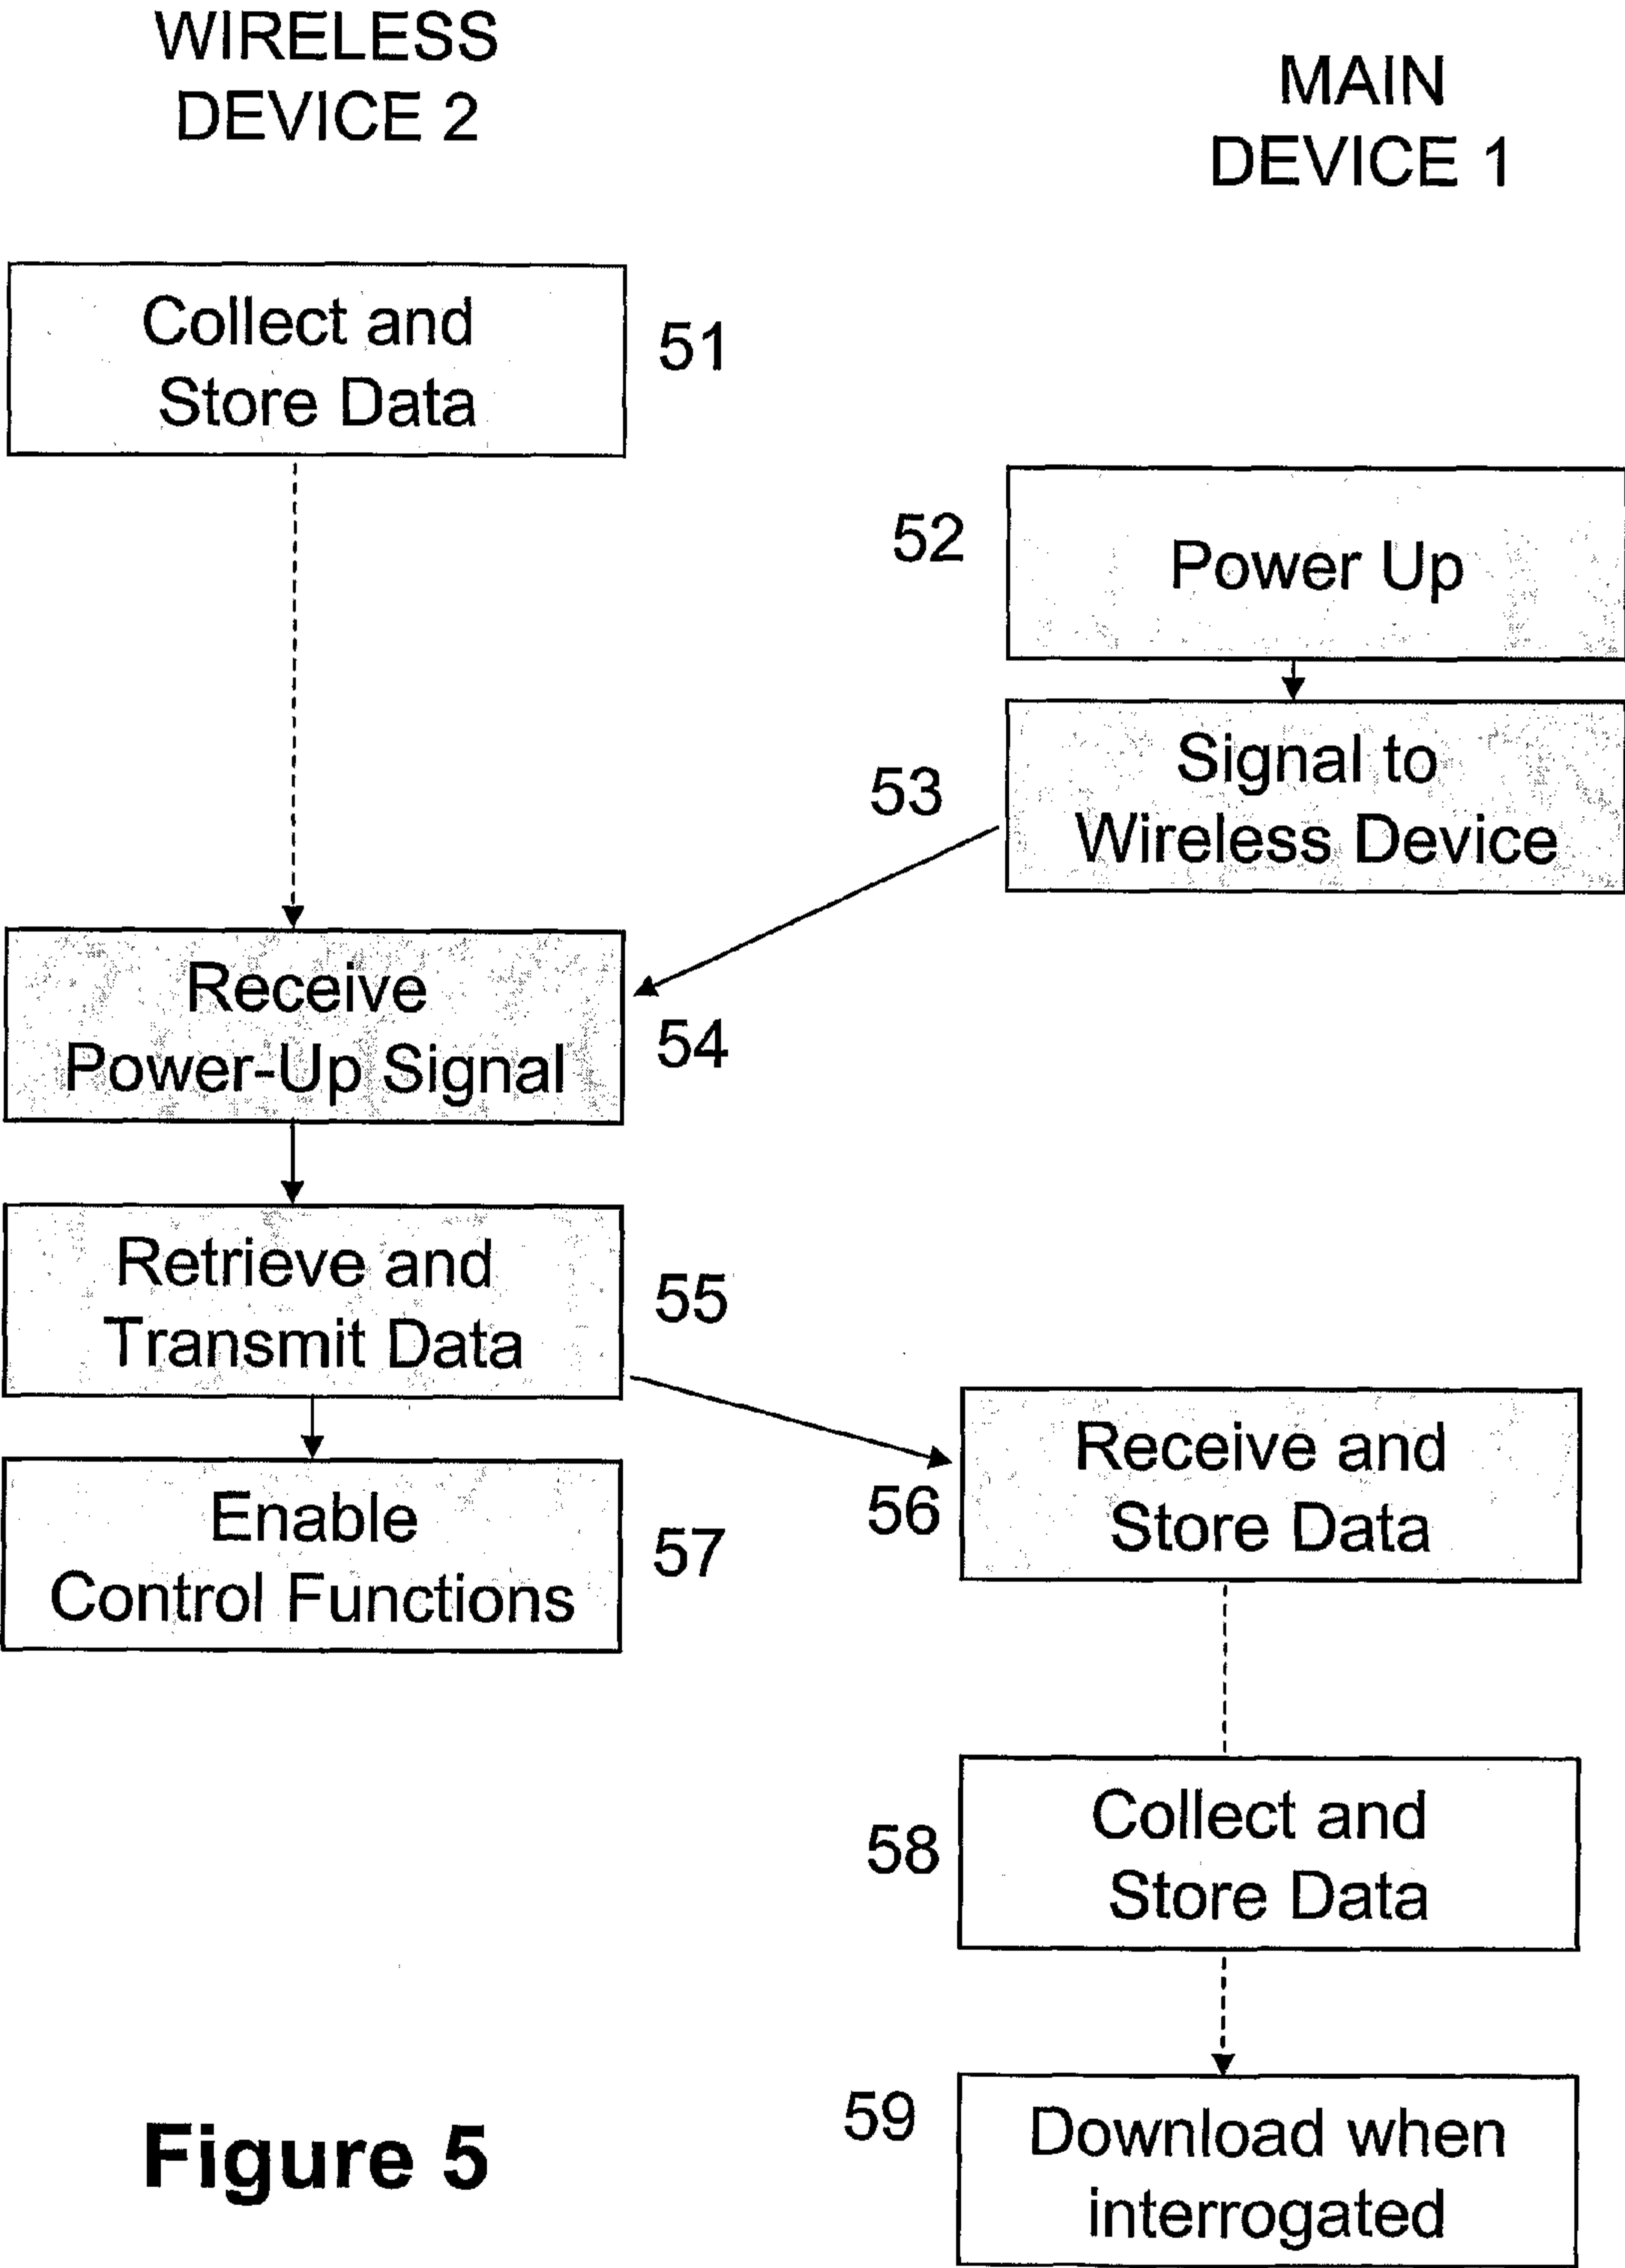 WIRELESS
DEVICE 2
MAIN
DEVICE 1
Collect and
Store Data
51
52
Power Up
53
Signal to
Wireless Device
Receive
Power-Up Signal
54
Retrieve and
Transmit Data
55
56
Receive and
Store Data
Enable
Control Functions
57
58
Collect and
Store Data
59
Download when
interrogated
Figure 5